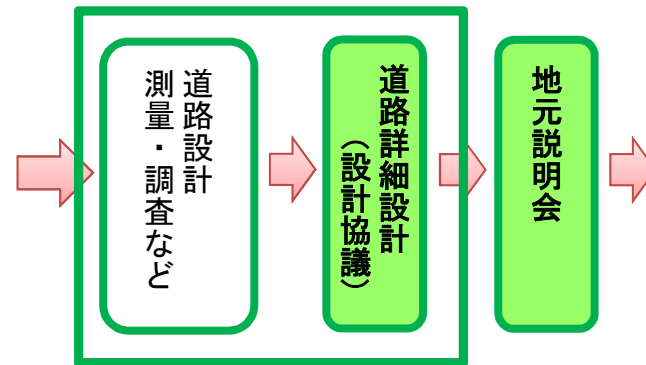 道路設計
測量・調査など
道路詳細設計
（設計協議）
地元説明会